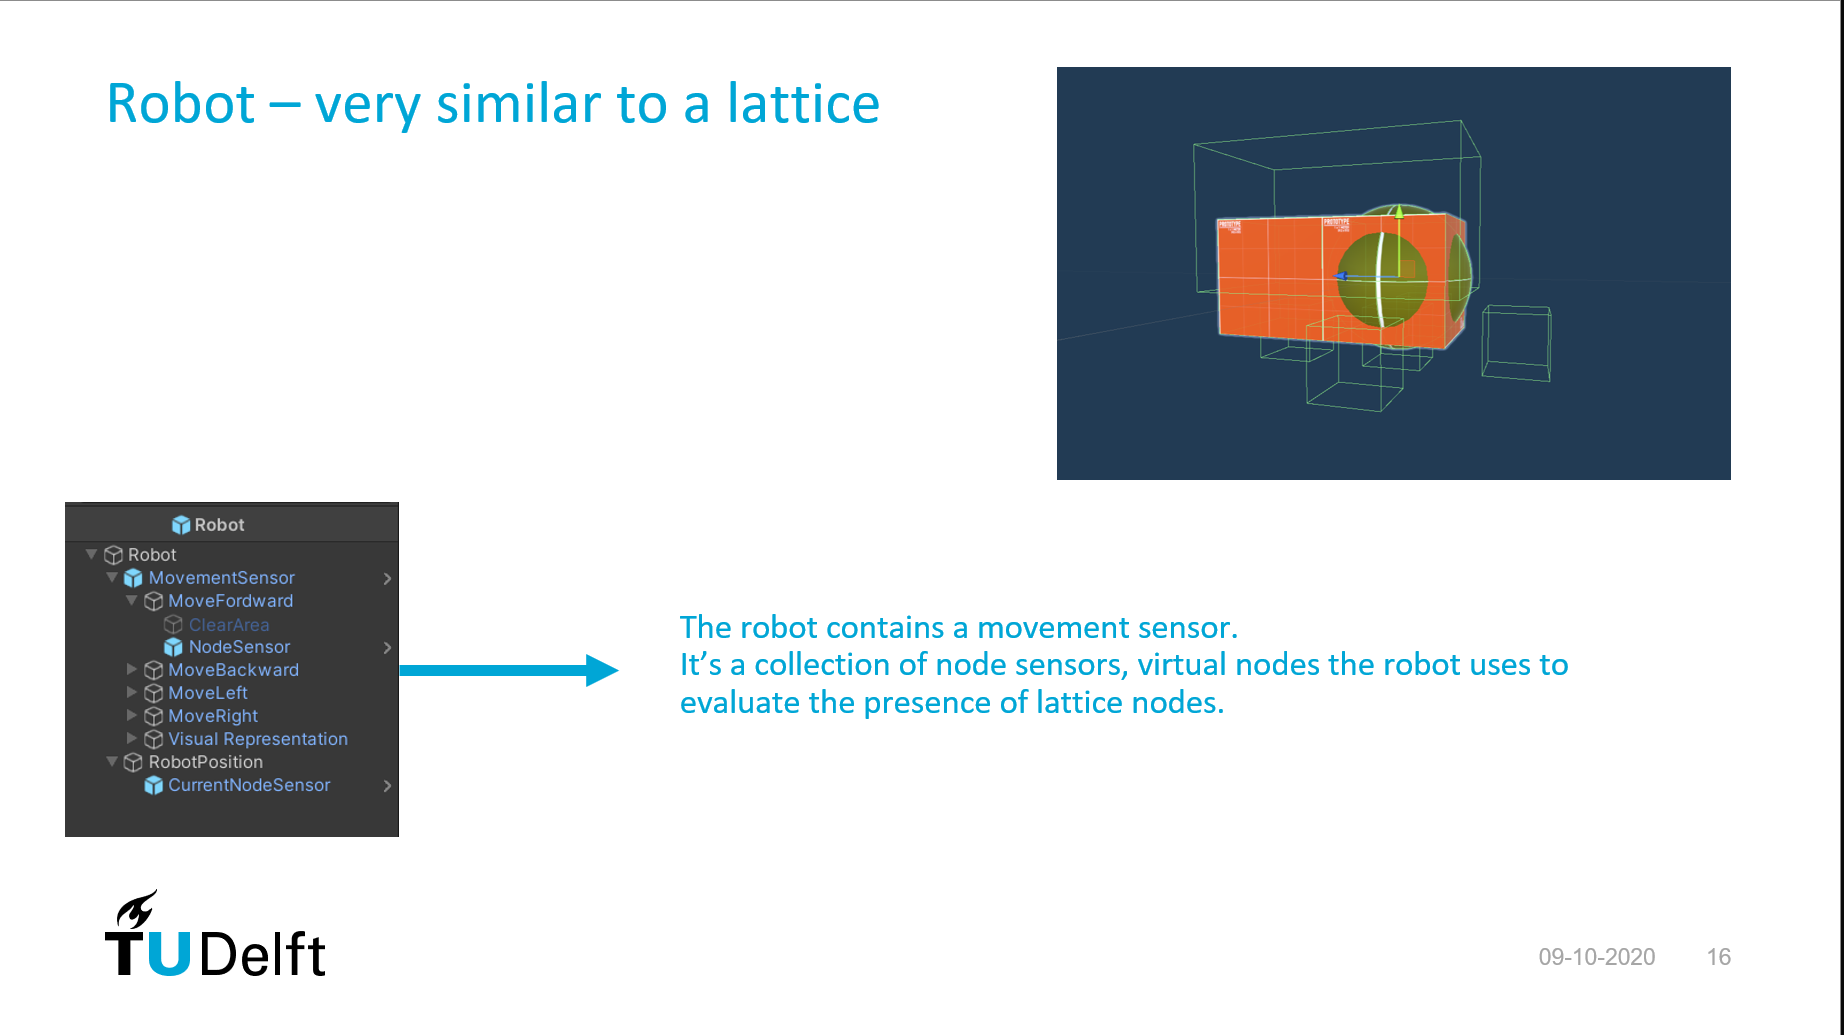 Robot – very similar to a lattice
PROTOTYPE
PROTOTYPE
Robot
Robot
MovementSensor
MoveFordward
ClearArea
NodeSensor
MoveBackward
MoveLeft
MoveRight
Visual Representation
RobotPosition
CurrentNodeSensor
The robot contains a movement sensor.
It’s a collection of node sensors, virtual nodes the robot uses to
evaluate the presence of lattice nodes.
TU Delft
09-10-2020 16